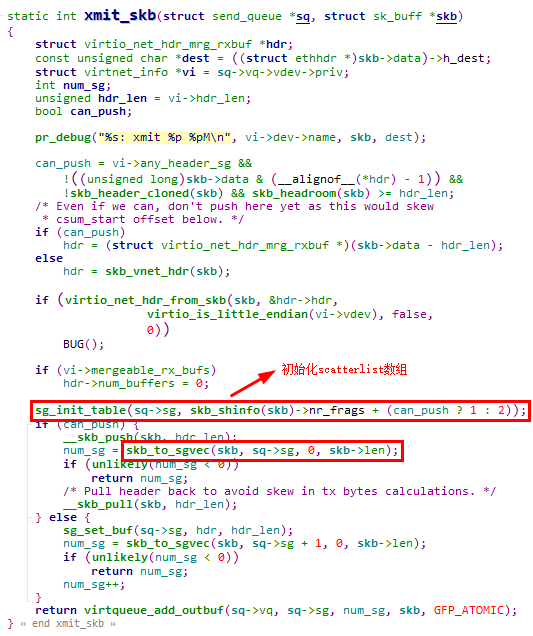 static int xmit_skb(struct send_queue *sq, struct sk_buff *skb)
{
struct virtio_net_hdr_mrg_rxbuf *hdr;
const unsigned char *dest = ((struct ethhdr *)skb->data)->h_dest;
struct virtnet_info *vi = sq->vq->vdev->priv;
int num_sg;
unsigned hdr_len = vi->hdr_len;
bool can_push;
pr_debug("%s: xmit %p %pM\n", vi->dev->name, skb, dest);
can_push = vi->any_header_sg &&
!((unsigned long)skb->data & (__alignof__(*hdr) - 1)) &&
!skb_header_cloned(skb) && skb_headroom(skb) >= hdr_len;
/* Even if we can, don't push here yet as this would skew
* csum_start offset below. */
if (can_push)
hdr = (struct virtio_net_hdr_mrg_rxbuf *)(skb->data - hdr_len);
else
hdr = skb_vnet_hdr(skb);
if (virtio_net_hdr_from_skb(skb, &hdr->hdr,
virtio_is_little_endian(vi->vdev), false,
0))
BUG();
if (vi->mergeable_rx_bufs)
hdr->num_buffers = 0;
初始化scatterlist数组
sg_init_table(sq->sg, skb_shinfo(skb)->nr_frags + (can_push ? 1 : 2));
if (can_push) {
__skb_push(skb, hdr_len);
num_sg = skb_to_sgvec(skb, sq->sg, 0, skb->len);
if (unlikely(num_sg < 0))
return num_sg;
/* Pull header back to avoid skew in tx bytes calculations. */
__skb_pull(skb, hdr_len);
} else {
sg_set_buf(sq->sg, hdr, hdr_len);
num_sg = skb_to_sgvec(skb, sq->sg + 1, 0, skb->len);
if (unlikely(num_sg < 0))
return num_sg;
num_sg++;
}
return virtqueue_add_outbuf(sq->vq, sq->sg, num_sg, skb, GFP_ATOMIC);
} « end xmit_skb »